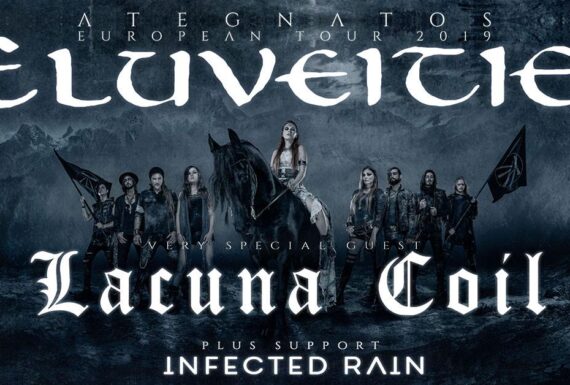 ATEGNATOS
EUROPEAN TOUR 2019
ELUVEITIE
VERY SPECIAL GUEST
Lacuna Coil
PLUS SUPPORT
INFECTED RAIN